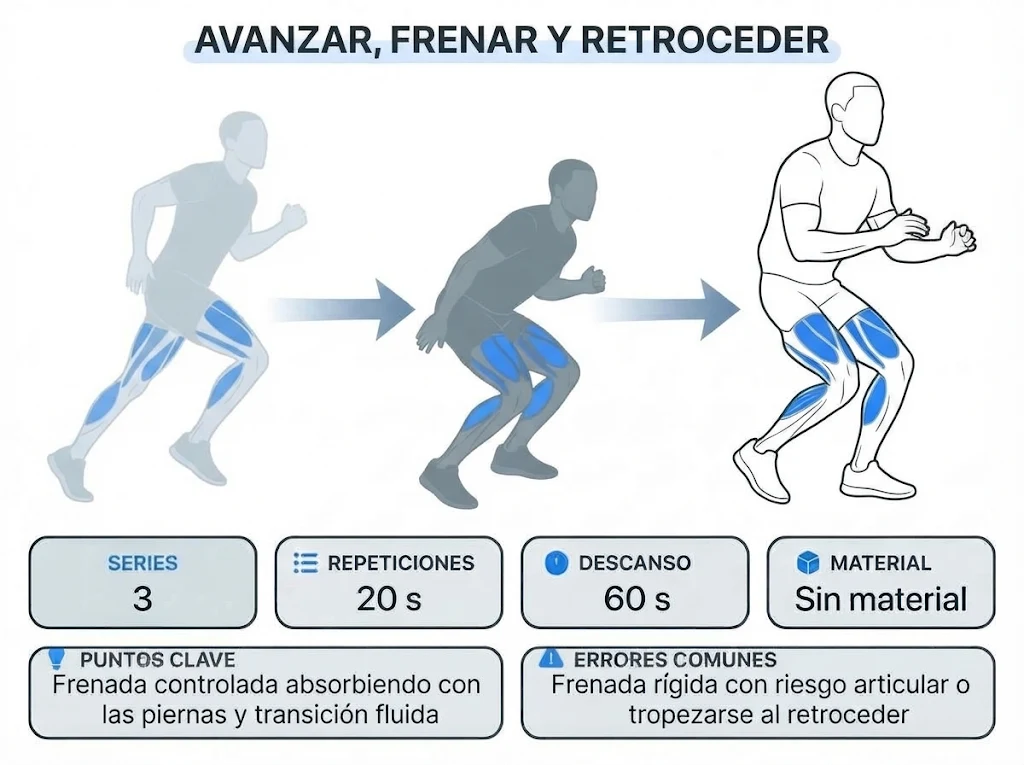 AVANZAR, FRENAR Y RETROCEDER
SERIES
3
REPETICIONES
20 s
DESCANSO
60 s
MATERIAL
Sin material
PUNTOS CLAVE
Frenada controlada absorbiendo con
las piernas y transición fluida
ERRORES COMUNES
Frenada rígida con riesgo articular o
tropezarse al retroceder